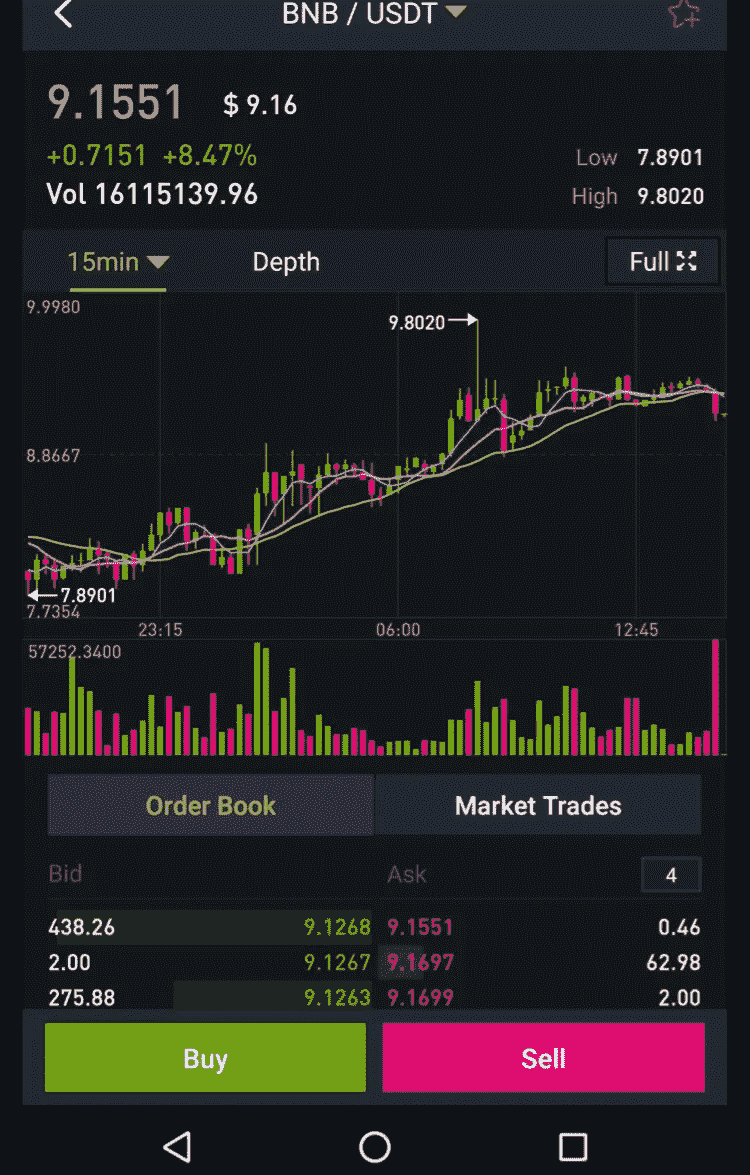 BNB / USDT
9.1551 $ 9.16
+0.7151 +8.47% Low 7.8901
Vol 16115139.96 High 9.8020
15min Depth Full
9.9980
9.8020
8.8667
7.8901
7.7354
23:15 06:00 12:45
57252.3400
Order Book Market Trades
Bid Ask 4
438.26 9.1268 9.1551 0.46
2.00 9.1267 9.1697 62.98
275.88 9.1263 9.1699 2.00
Buy Sell